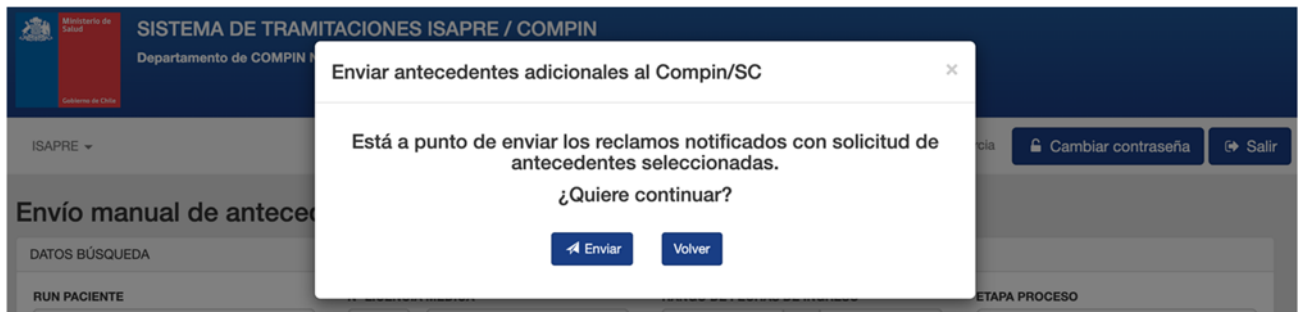 Ministerio de
Salud
Gobierno de Chile
SISTEMA DE TRAMITACIONES ISAPRE / COMPIN
Departamento de COMPIN
Enviar antecedentes adicionales al Compin/SC
×
Está a punto de enviar los reclamos notificados con solicitud de
antecedentes seleccionadas.
¿Quiere continuar?
Enviar
Volver
ISAPRE
Cambiar contraseña
Salir
Envío manual de
DATOS BÚSQUEDA
RUN PACIENTE
ETAPA PROCESO